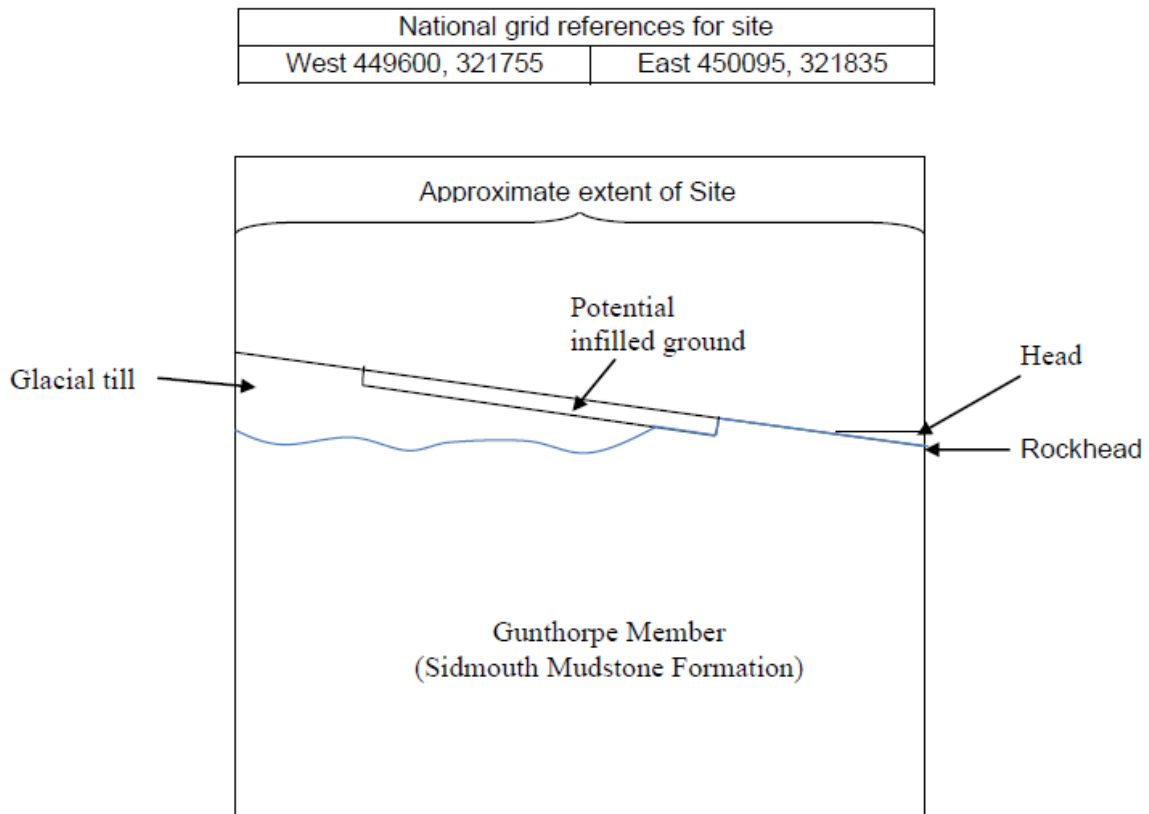 National grid references for site
West 449600, 321755 East 450095, 321835
Approximate extent of Site
Potential
infilled ground
Head
Glacial till
Rockhead
Gunthorpe Member
(Sidmouth Mudstone Formation)